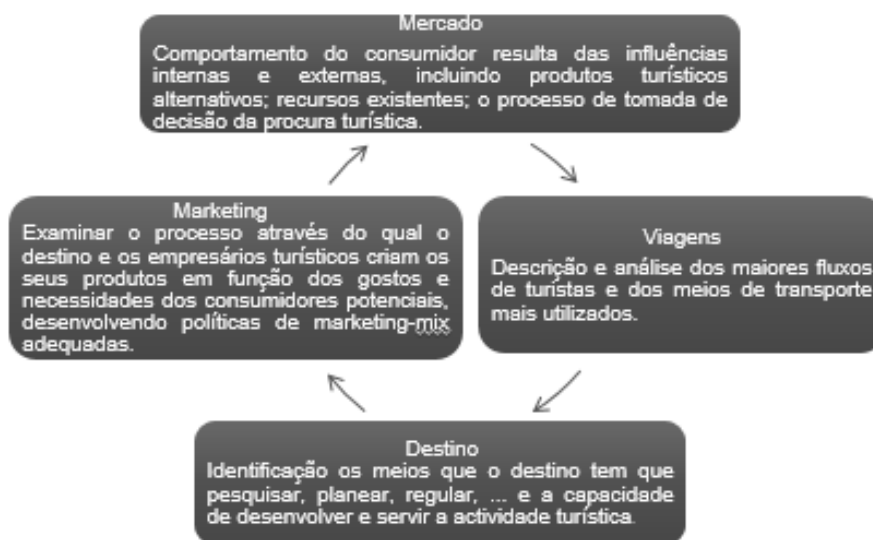 Mercado
Comportamento do consumidor resulta das influências
internas e externas, incluindo produtos turísticos
alternativos; recursos existentes; o processo de tomada de
decisão da procura turística.
Marketing
Examinar o processo através do qual o
destino e os empresários turísticos criam os
seus produtos em função dos gostos e
necessidades dos consumidores potenciais,
desenvolvendo políticas de marketing-mix
adequadas.
Viagens
Descrição e análise dos maiores fluxos
de turistas e dos meios de transporte
mais utilizados.
Destino
Identificação os meios que o destino tem que
pesquisar, planear, regular, ... e a capacidade
de desenvolver e servir a actividade turística.